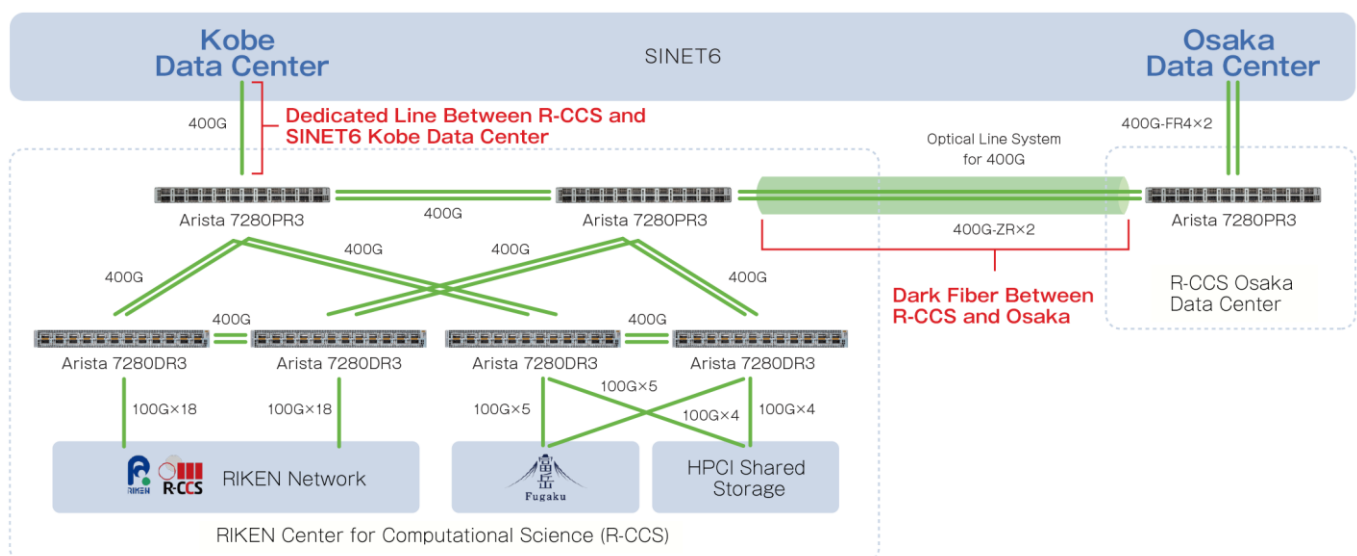 Kobe
Data Center
SINET6
Osaka
Data Center
400G
Dedicated Line Between R-CCS and
SINET6 Kobe Data Center
Optical Line System
for 400G
400G-FR4×2
Arista 7280PR3
400G
Arista 7280PR3
400G-ZR×2
Arista 7280PR3
400G
400G
400G
400G
Dark Fiber Between
R-CCS and Osaka
R-CCS Osaka
Data Center
400G
400G
Arista 7280DR3
Arista 7280DR3
Arista 7280DR3
Arista 7280DR3
100G×18
100G×18
100G×5
100G×5
100G×4
100G×4
RIKEN
R-CCS
RIKEN Network
富岳
Fugaku
HPCI Shared
Storage
RIKEN Center for Computational Science (R-CCS)